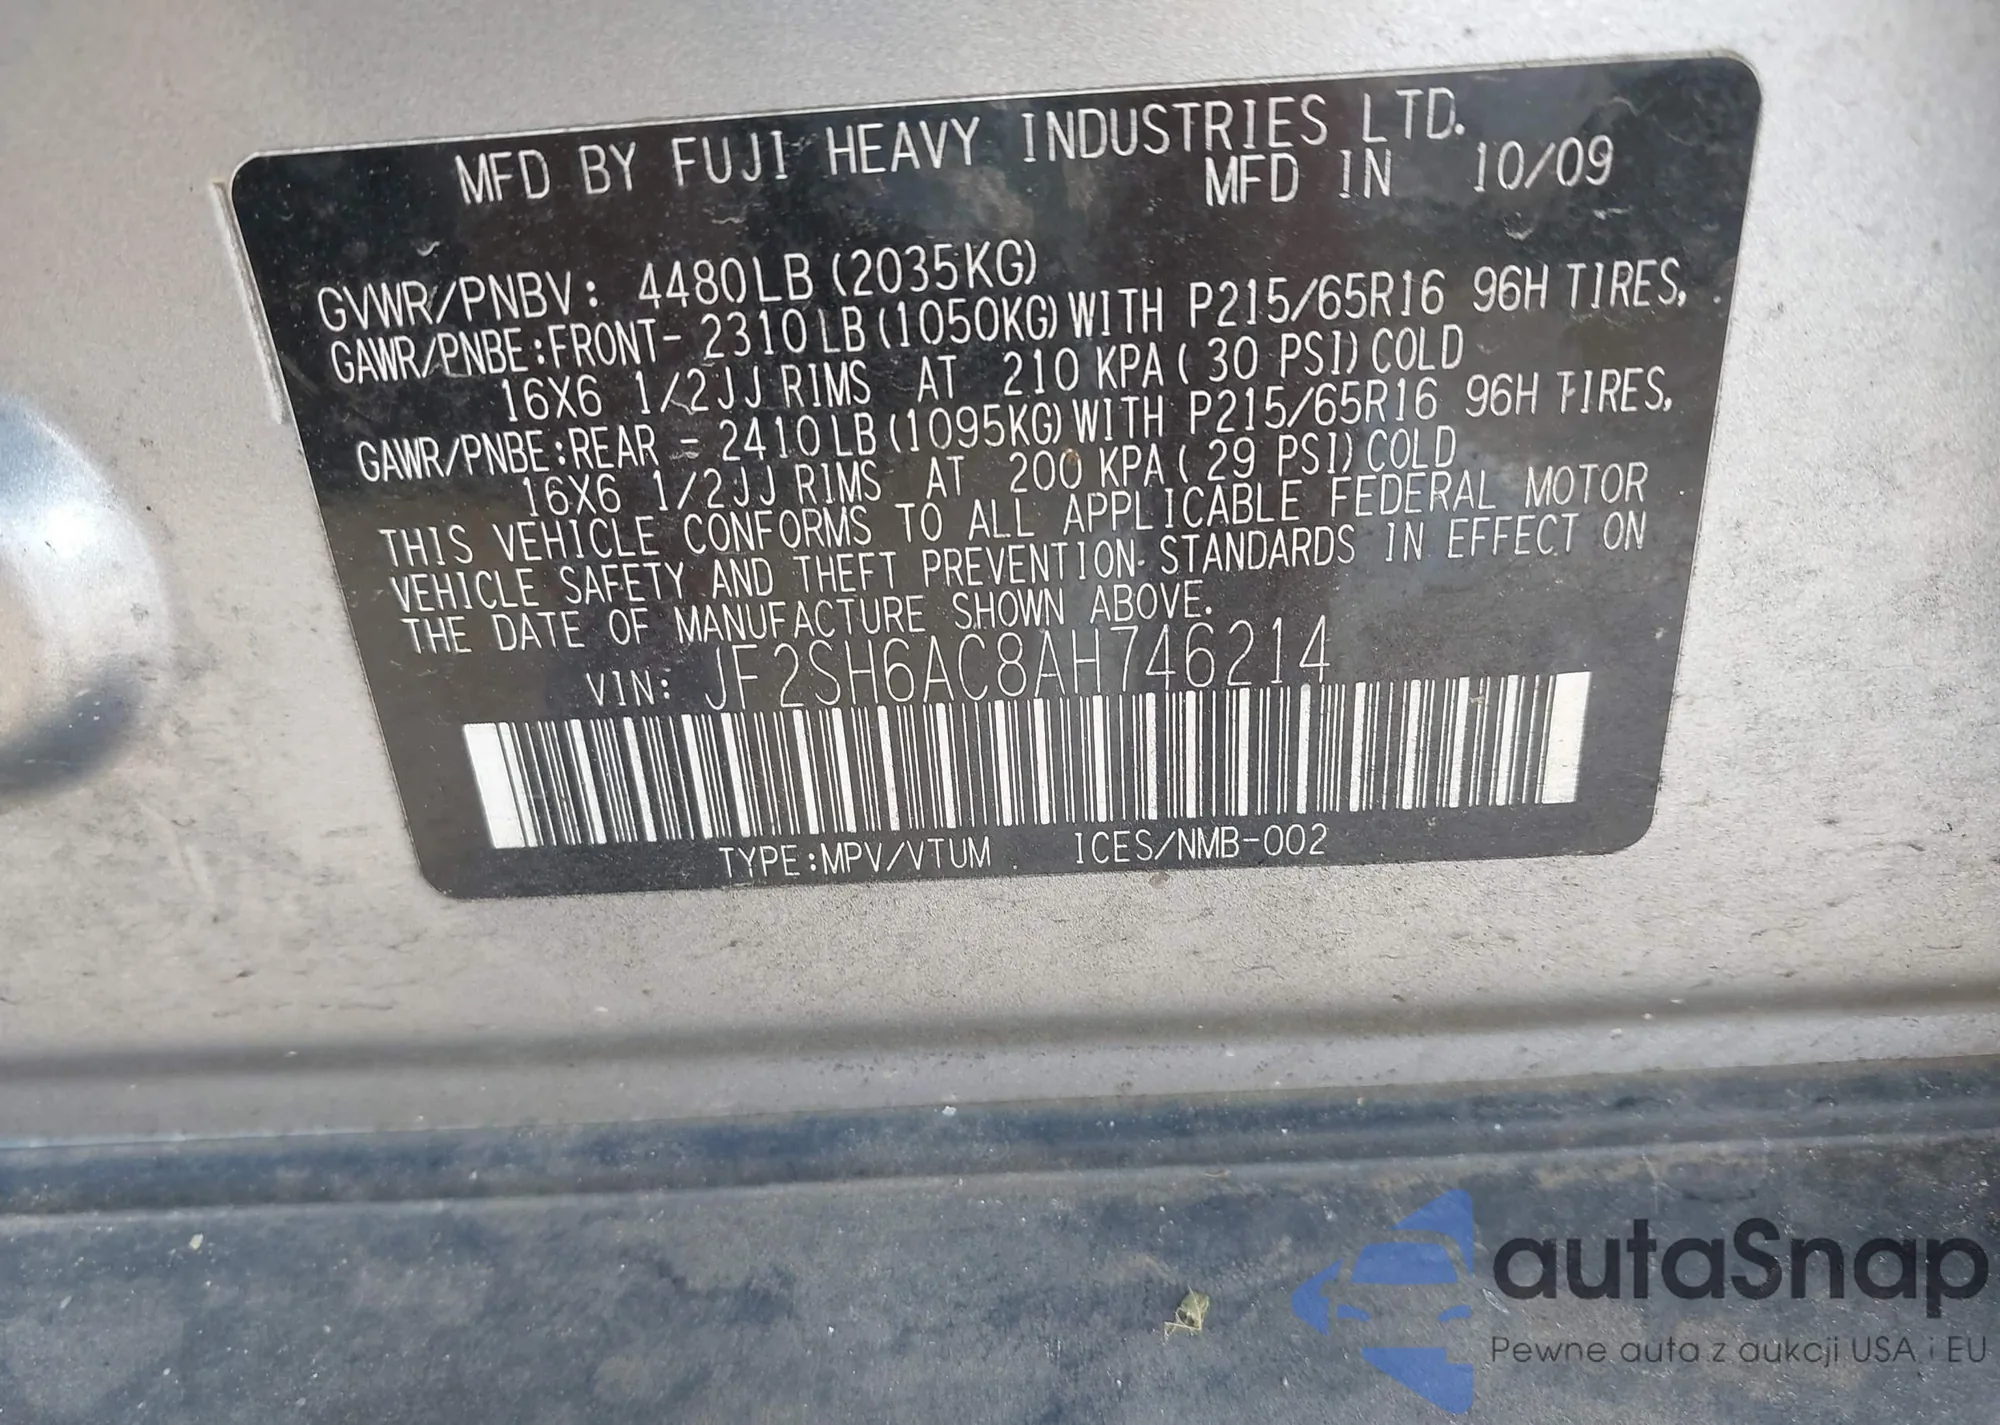 MFD BY FUJI HEAVY INDUSTRIES LTD.
MFD IN 10/09
GVWR/PNBV: 4480LB (2035KG)
GAWR/PNBE:FRONT- 2310LB(1050KG)WITH P215/65R16 96H TIRES,
16X6 1/2JJ RIMS AT 210 KPA( 30 PSI)COLD
GAWR/PNBE:REAR - 2410LB(1095KG)WITH P215/65R16 96H TIRES,
16X6 1/2JJ RIMS AT 200 KPA( 29 PSI)COLD
THIS VEHICLE CONFORMS TO ALL APPLICABLE FEDERAL MOTOR
VEHICLE SAFETY AND THEFT PREVENTION STANDARDS IN EFFECT ON
THE DATE OF MANUFACTURE SHOWN ABOVE.
VIN: JF2SH6AC8AH746214
TYPE:MPV/VTUM ICES/NMB-002
autaSnap
Pewne auta z aukcji USA i EU